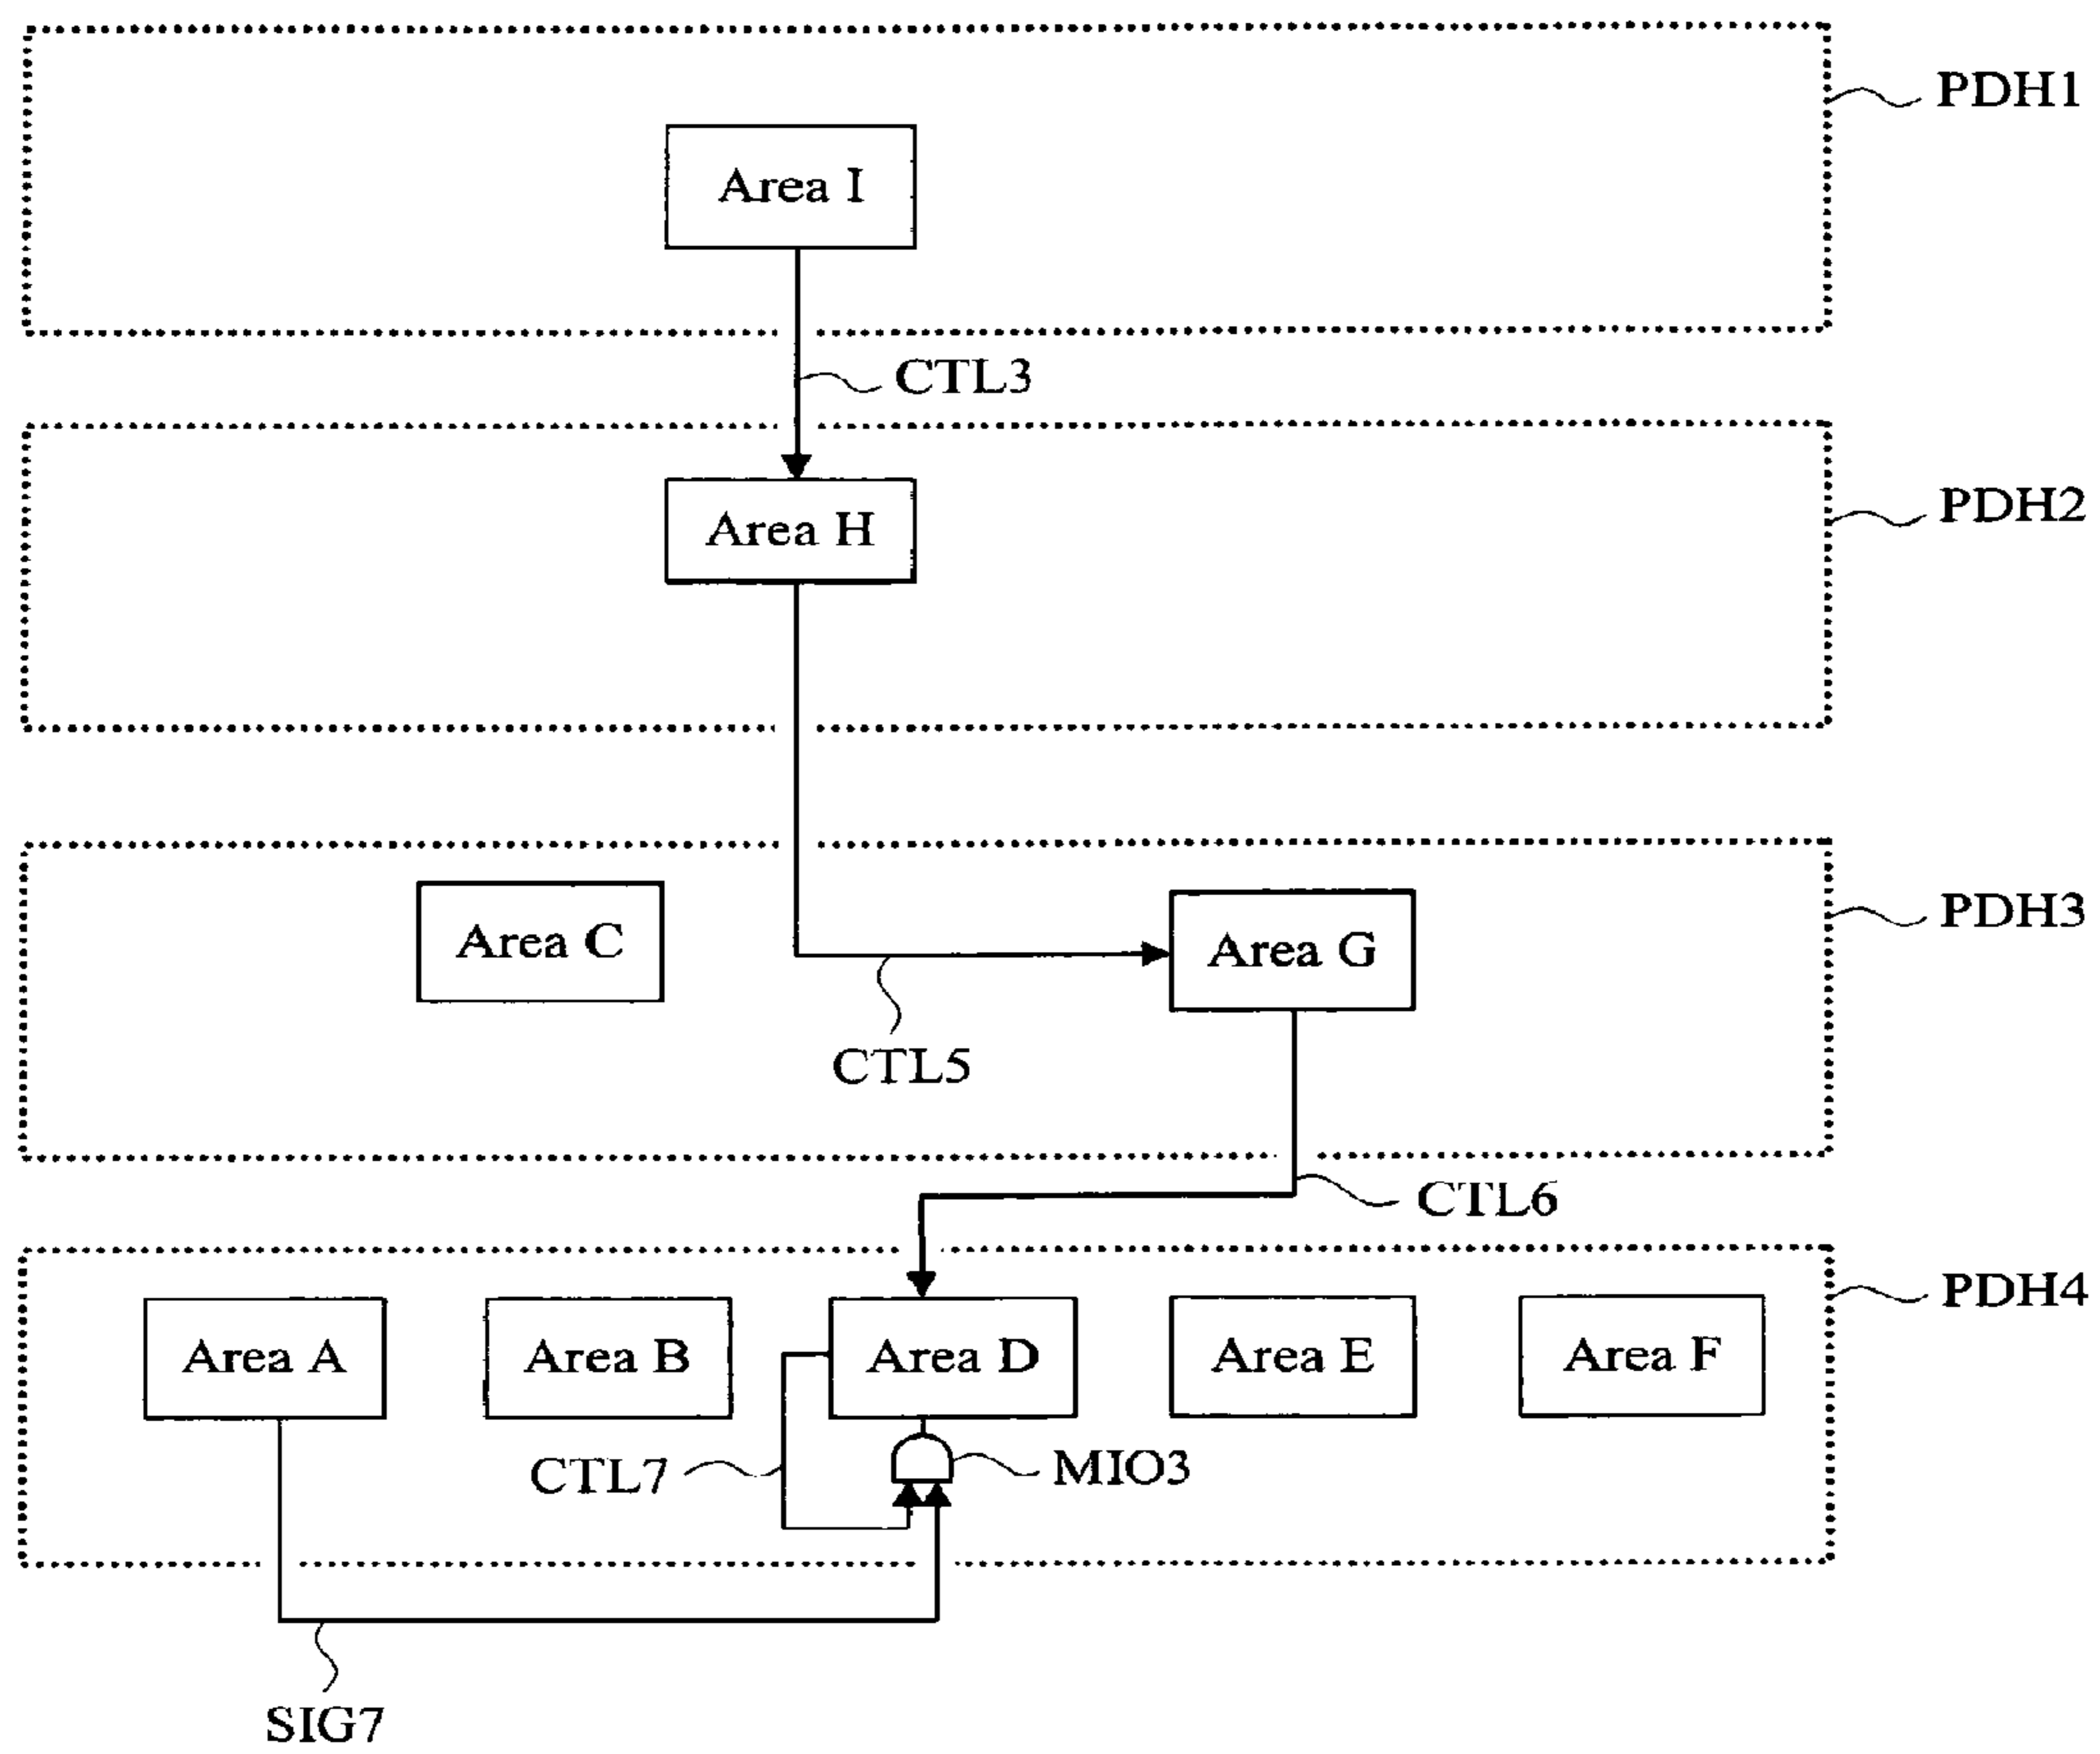 PDH1
Area I
CTL3
PDH2
Area H
PDH3
Area C
Area G
CTL5
CTL6
PDH4
Area A
Area B
Area D
Area E
Area F
CTL7
MIO3
SIG7